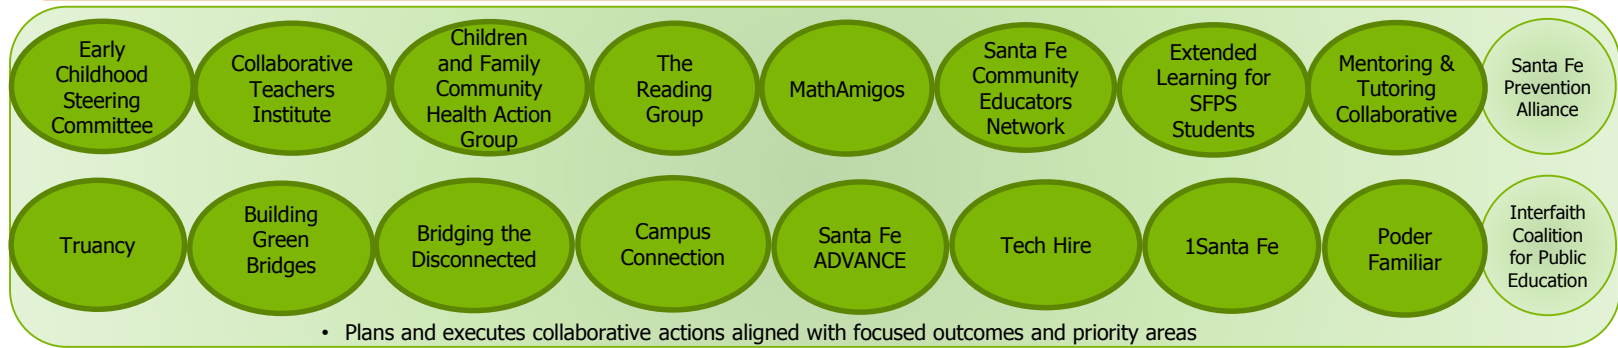 Early
Childhood
Steering
Committee
Collaborative
Teachers
Institute
Children
and Family
Community
Health Action
Group
The
Reading
Group
MathAmigos
Santa Fe
Community
Educators
Network
Extended
Learning for
SFPS
Students
Mentoring &
Tutoring
Collaborative
Santa Fe
Prevention
Alliance
Truancy
Building
Green
Bridges
Bridging the
Disconnected
Campus
Connection
Santa Fe
ADVANCE
Tech Hire
1Santa Fe
Poder
Familiar
Interfaith
Coalition
for Public
Education
• Plans and executes collaborative actions aligned with focused outcomes and priority areas